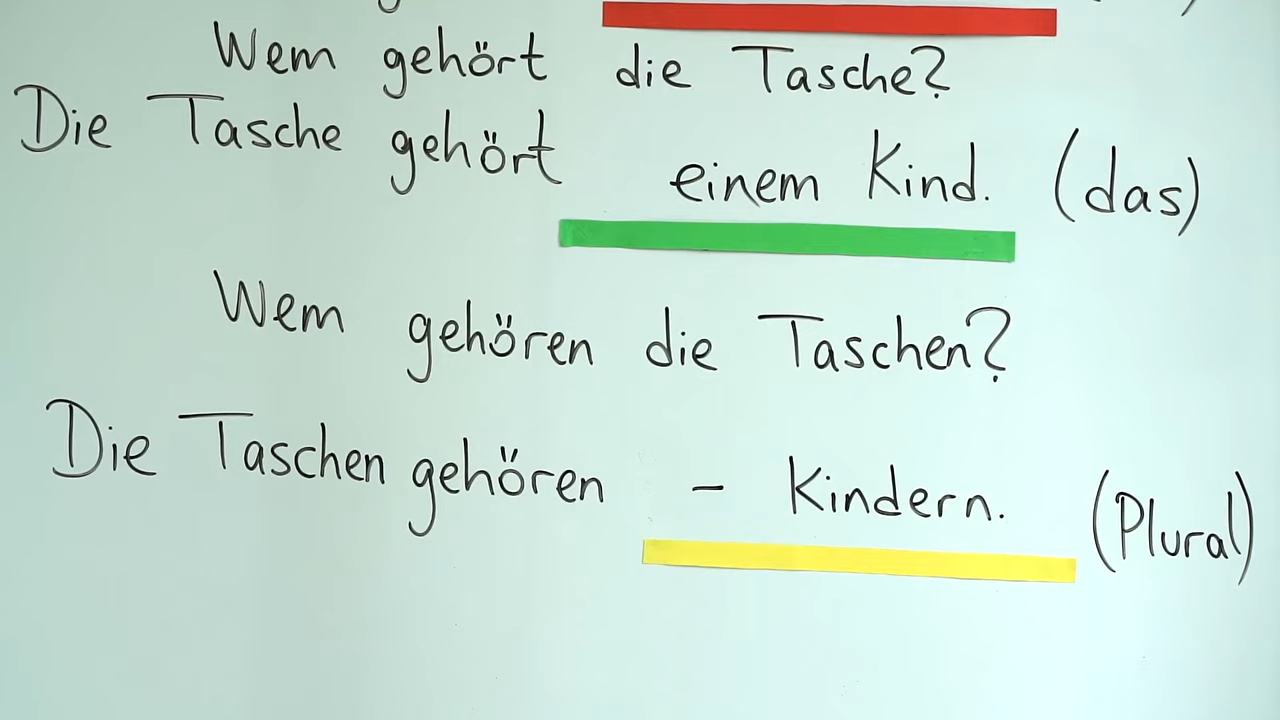 Wem gehört die Tasche?
Die Tasche gehört einem Kind. (das)
Wem gehören die Taschen?
Die Taschen gehören - Kindern. (Plural)